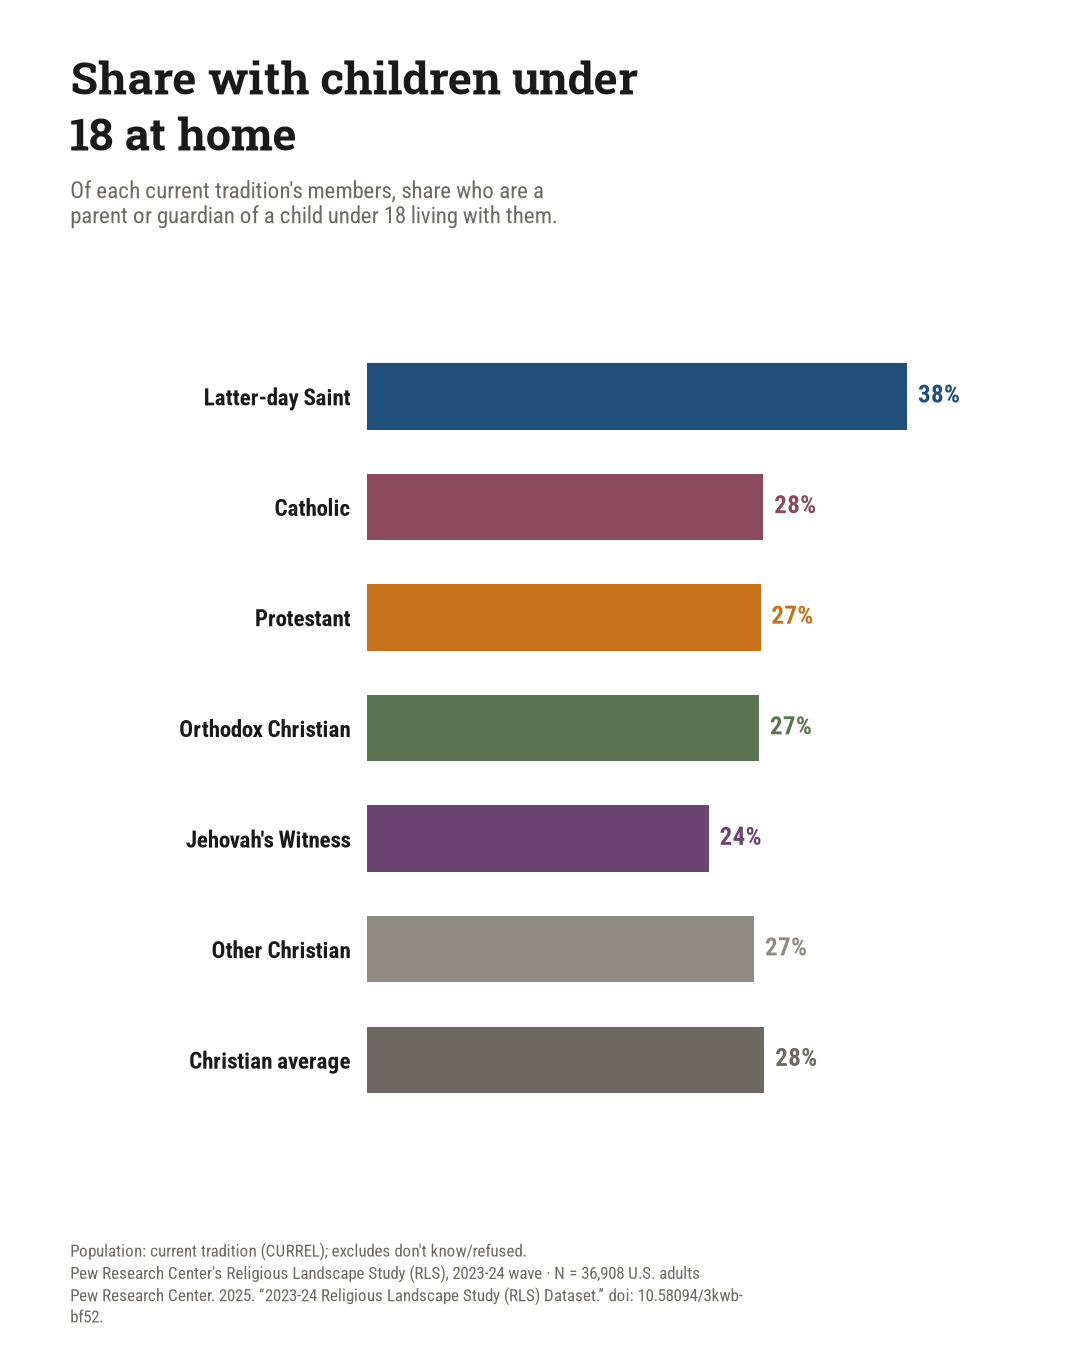 Share with children under
18 at home
Of each current tradition's members, share who are a
parent or guardian of a child under 18 living with them.
Latter-day Saint 38%
Catholic 28%
Protestant 27%
Orthodox Christian 27%
Jehovah's Witness 24%
Other Christian 27%
Christian average 28%
Population: current tradition (CURREL); excludes don't know/refused.
Pew Research Center's Religious Landscape Study (RLS), 2023-24 wave · N = 36,908 U.S. adults
Pew Research Center. 2025. “2023-24 Religious Landscape Study (RLS) Dataset.” doi: 10.58094/3kwb-
bf52.